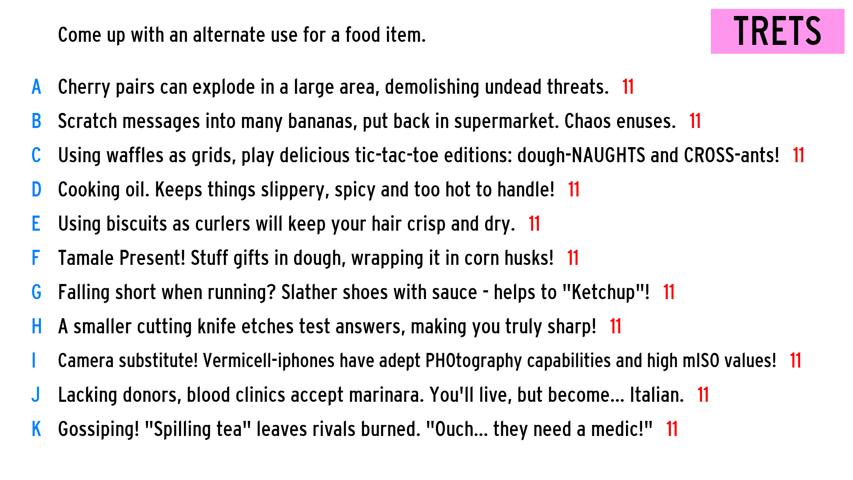 Come up with an alternate use for a food item.
TRETS
A Cherry pairs can explode in a large area, demolishing undead threats. 11
B Scratch messages into many bananas, put back in supermarket. Chaos enuses. 11
C Using waffles as grids, play delicious tic-tac-toe editions: dough-NAUGHTS and CROSS-ants! 11
D Cooking oil. Keeps things slippery, spicy and too hot to handle! 11
E Using biscuits as curlers will keep your hair crisp and dry. 11
F Tamale Present! Stuff gifts in dough, wrapping it in corn husks! 11
G Falling short when running? Slather shoes with sauce - helps to "Ketchup"! 11
H A smaller cutting knife etches test answers, making you truly sharp! 11
I Camera substitute! Vermicell-iphones have adept PHOtography capabilities and high mISO values! 11
J Lacking donors, blood clinics accept marinara. You'll live, but become... Italian. 11
K Gossiping! "Spilling tea" leaves rivals burned. "Ouch... they need a medic!" 11